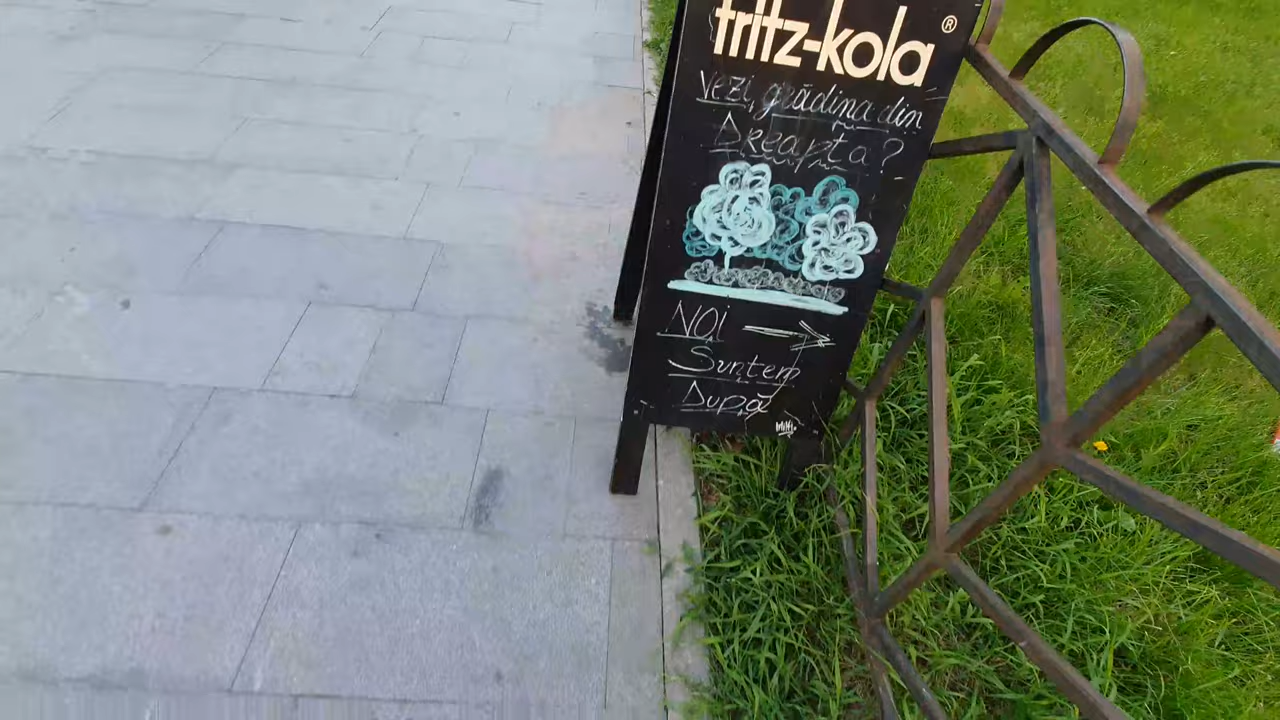 fritz-kola®
Vezi grădina din
Dreapta?
NOI →
Suntem
După